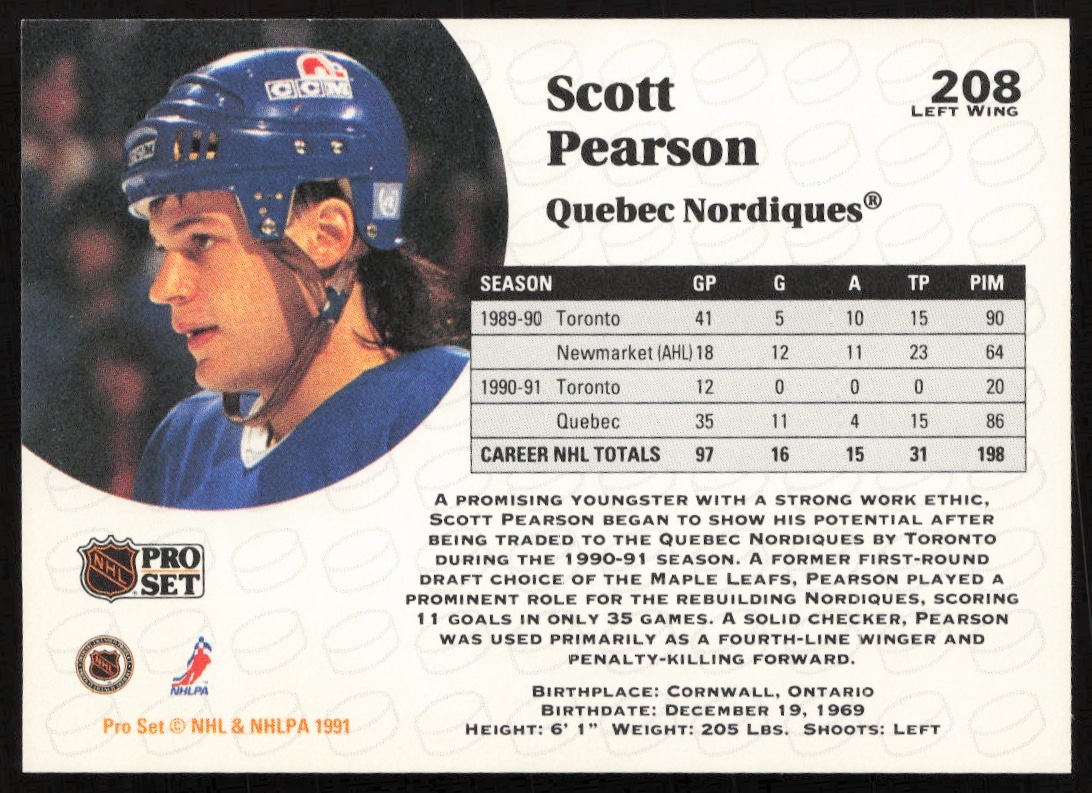 Scott
Pearson
Quebec Nordiques®
208
LEFT WING
CCM
CCM
SEASON GP G A TP PIM
1989-90 Toronto 41 5 10 15 90
Newmarket (AHL) 18 12 11 23 64
1990-91 Toronto 12 0 0 0 20
Quebec 35 11 4 15 86
CAREER NHL TOTALS 97 16 15 31 198
A PROMISING YOUNGSTER WITH A STRONG WORK ETHIC,
SCOTT PEARSON BEGAN TO SHOW HIS POTENTIAL AFTER
BEING TRADED TO THE QUEBEC NORDIQUES BY TORONTO
DURING THE 1990-91 SEASON. A FORMER FIRST-ROUND
DRAFT CHOICE OF THE MAPLE LEAFS, PEARSON PLAYED A
PROMINENT ROLE FOR THE REBUILDING NORDIQUES, SCORING
11 GOALS IN ONLY 35 GAMES. A SOLID CHECKER, PEARSON
WAS USED PRIMARILY AS A FOURTH-LINE WINGER AND
PENALTY-KILLING FORWARD.
BIRTHPLACE: CORNWALL, ONTARIO
BIRTHDATE: DECEMBER 19, 1969
HEIGHT: 6' 1" WEIGHT: 205 LBS. SHOOTS: LEFT
NHL
PRO
SET
NHL
NHLPA
Pro Set © NHL & NHLPA 1991